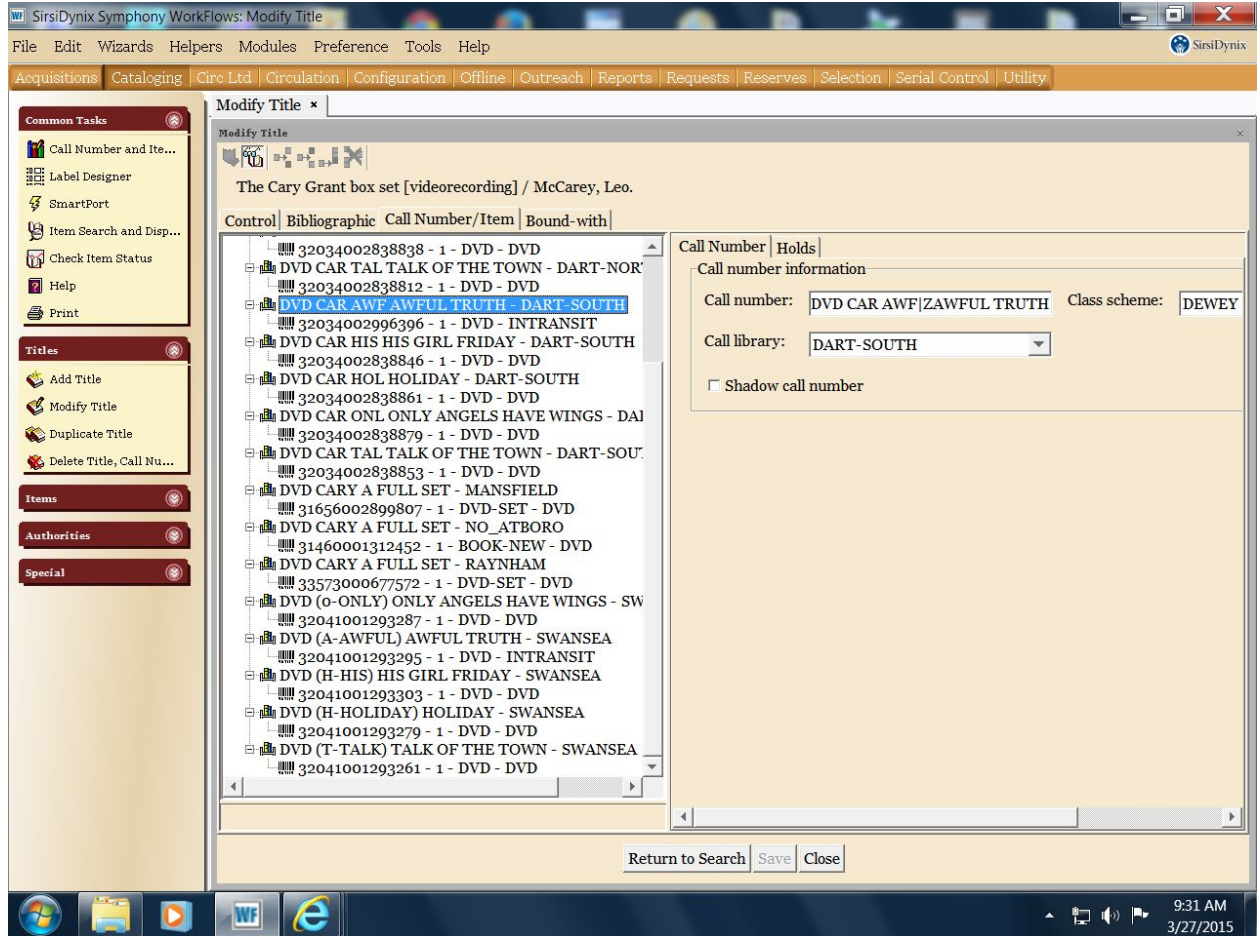 SirsiDynix Symphony WorkFlows: Modify Title
File Edit Wizards Helpers Modules Preference Tools Help
SirsiDynix
Acquisitions Cataloging Circ Ltd Circulation Configuration Offline Outreach Reports Requests Reserves Selection Serial Control Utility
Common Tasks
Call Number and Ite...
Label Designer
SmartPort
Item Search and Disp...
Check Item Status
Help
Print
Titles
Add Title
Modify Title
Duplicate Title
Delete Title, Call Nu...
Items
Authorities
Special
Modify Title
Modify Title
The Cary Grant box set [videorecording] / McCarey, Leo.
Control Bibliographic Call Number/Item Bound-with
32034002838838 - 1 - DVD - DVD
DVD CAR TAL TALK OF THE TOWN - DART-NOR
32034002838812 - 1 - DVD - DVD
DVD CAR AWF AWFUL TRUTH - DART-SOUTH
32034002996396 - 1 - DVD - INTRANSIT
DVD CAR HIS HIS GIRL FRIDAY - DART-SOUTH
32034002838846 - 1 - DVD - DVD
DVD CAR HOL HOLIDAY - DART-SOUTH
32034002838861 - 1 - DVD - DVD
DVD CAR ONL ONLY ANGELS HAVE WINGS - DAI
32034002838879 - 1 - DVD - DVD
DVD CAR TAL TALK OF THE TOWN - DART-SOU
32034002838853 - 1 - DVD - DVD
DVD CARY A FULL SET - MANSFIELD
31656002899807 - 1 - DVD-SET - DVD
DVD CARY A FULL SET - NO_ATBORO
31460001312452 - 1 - BOOK-NEW - DVD
DVD CARY A FULL SET - RAYNHAM
33573000677572 - 1 - DVD-SET - DVD
DVD (0-ONLY) ONLY ANGELS HAVE WINGS - SW
32041001293287 - 1 - DVD - DVD
DVD (A-AWFUL) AWFUL TRUTH - SWANSEA
32041001293295 - 1 - DVD - INTRANSIT
DVD (H-HIS) HIS GIRL FRIDAY - SWANSEA
32041001293303 - 1 - DVD - DVD
DVD (H-HOLIDAY) HOLIDAY - SWANSEA
32041001293279 - 1 - DVD - DVD
DVD (T-TALK) TALK OF THE TOWN - SWANSEA
32041001293261 - 1 - DVD - DVD
Call Number Holds
Call number information
Call number: DVD CAR AWF|ZAWFUL TRUTH Class scheme: DEWEY
Call library: DART-SOUTH
Shadow call number
Return to Search Save Close
WF
9:31 AM
3/27/2015